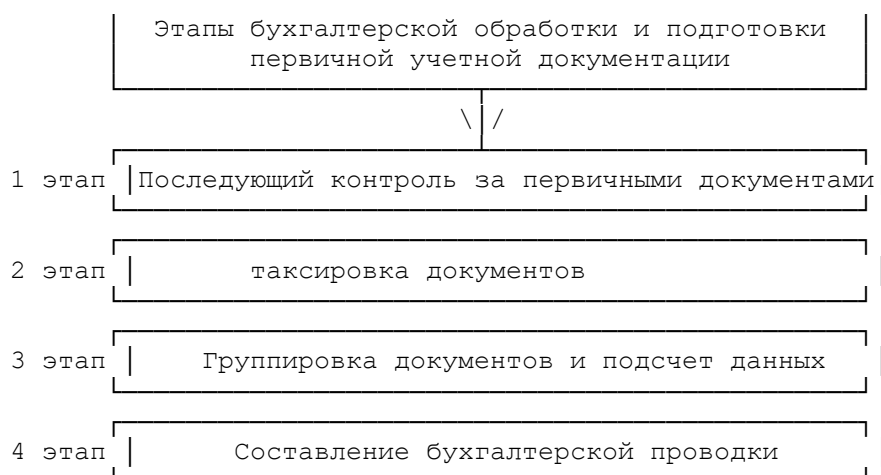 Этапы бухгалтерской обработки и подготовки
первичной учетной документации
1 этап Последующий контроль за первичными документами
2 этап таксировка документов
3 этап Группировка документов и подсчет данных
4 этап Составление бухгалтерской проводки